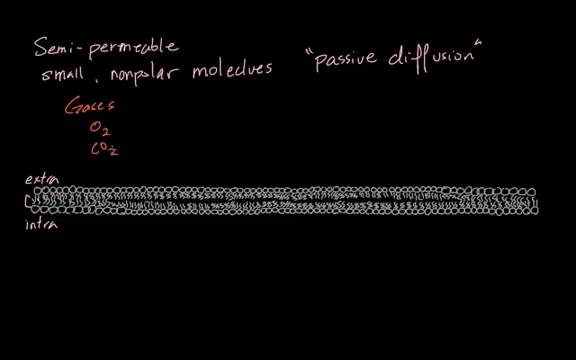 Semi-permeable
small, nonpolar molecules "passive diffusion"
Gases
O2
CO2
extra
[
intra